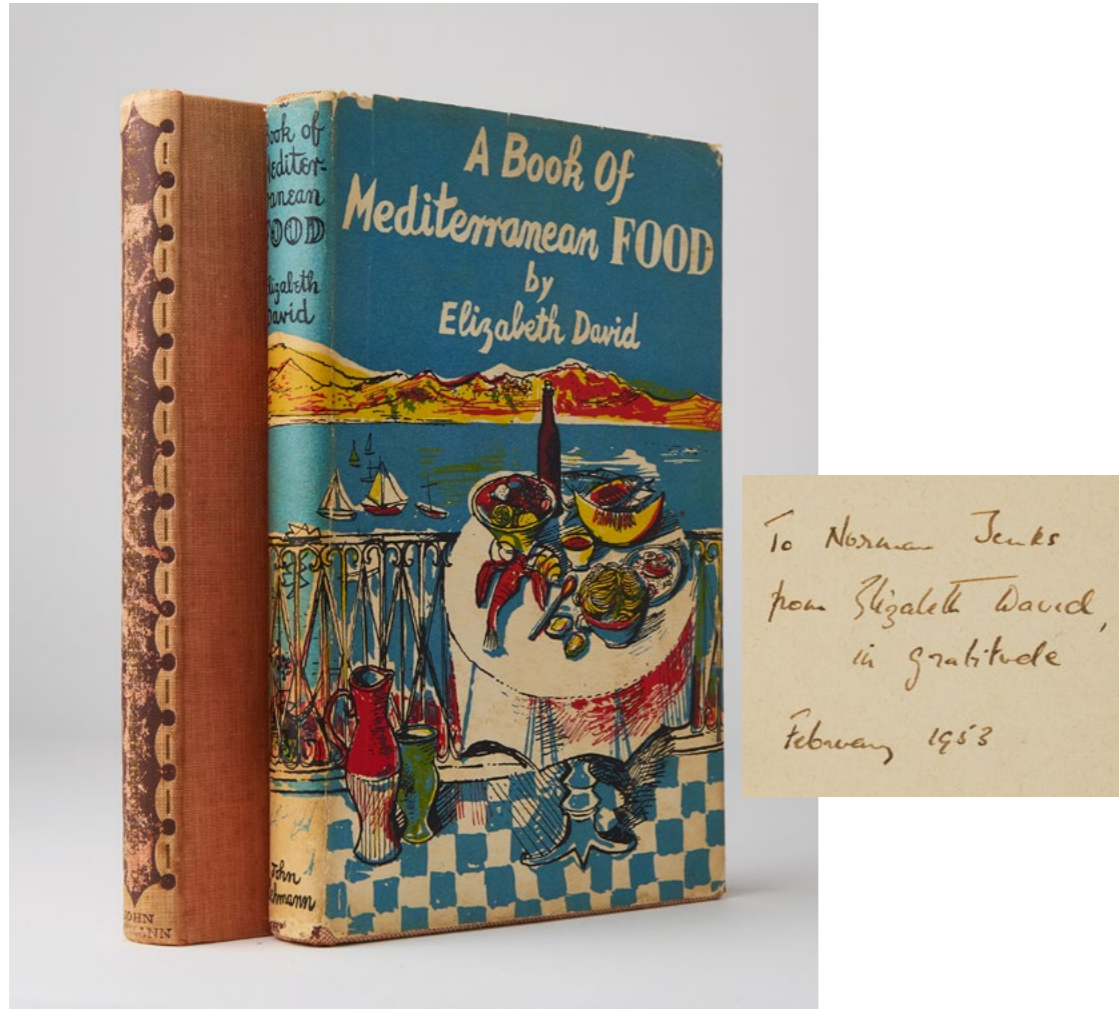 JOHN
Book of
Mediter-
ranean
FOOD
Elizabeth
David
John
A Book Of
Mediterranean FOOD
by
Elizabeth David
To Norman Jenks
from Elizabeth David,
in gratitude
February 1953